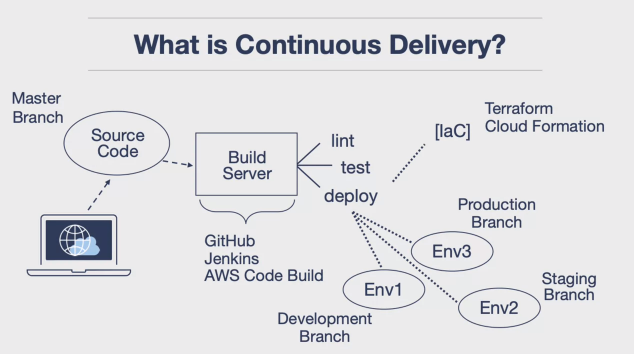 What is Continuous Delivery?
Master
Branch
Source
Code
Build
Server
lint
test
deploy
[IaC]
Terraform
Cloud Formation
GitHub
Jenkins
AWS Code Build
Production
Branch
Env3
Staging
Branch
Env2
Env1
Development
Branch